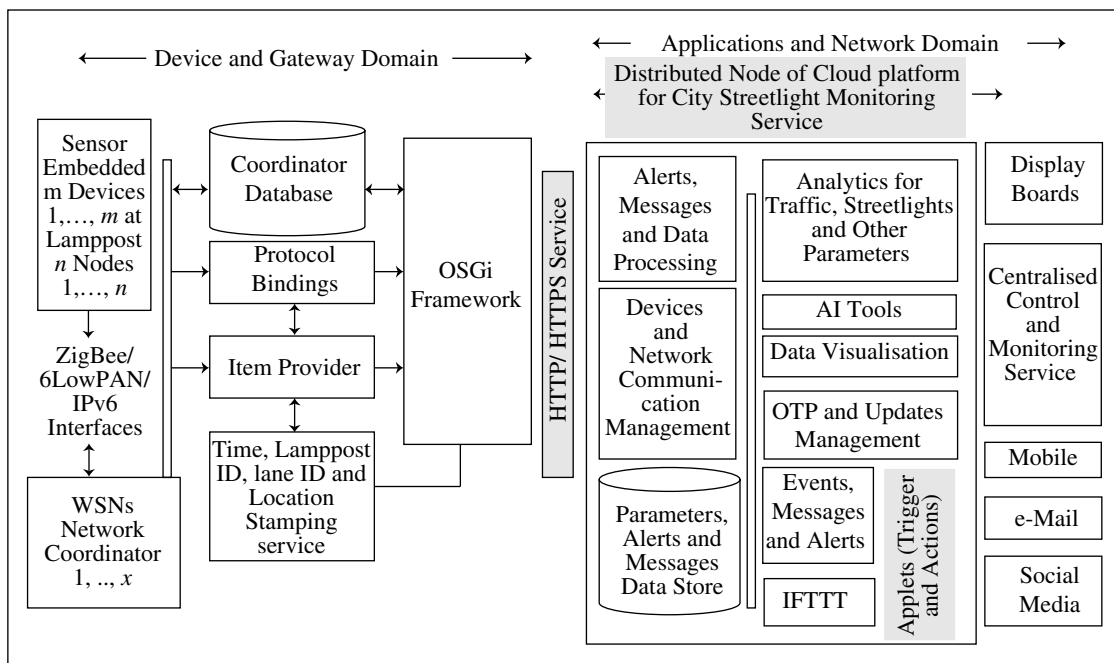 Device and Gateway Domain
Applications and Network Domain
Distributed Node of Cloud platform
for City Streetlight Monitoring
Service
Sensor
Embedded
m Devices
1,…, m at
Lamppost
n Nodes
1,…, n
ZigBee/
6LowPAN/
IPv6
Interfaces
WSNs
Network
Coordinator
1, .., x
Coordinator
Database
Protocol
Bindings
Item Provider
Time, Lamppost
ID, lane ID and
Location
Stamping
service
OSGi
Framework
HTTP/ HTTPS Service
Alerts,
Messages
and Data
Processing
Devices and
Network
Communi-
cation
Management
Parameters,
Alerts and
Messages
Data Store
Analytics for
Traffic, Streetlights
and Other
Parameters
AI Tools
Data Visualisation
OTP and Updates
Management
Events,
Messages
and Alerts
IFTTT
Applets (Trigger
and Actions)
Display
Boards
Centralised
Control
and
Monitoring
Service
Mobile
e-Mail
Social
Media